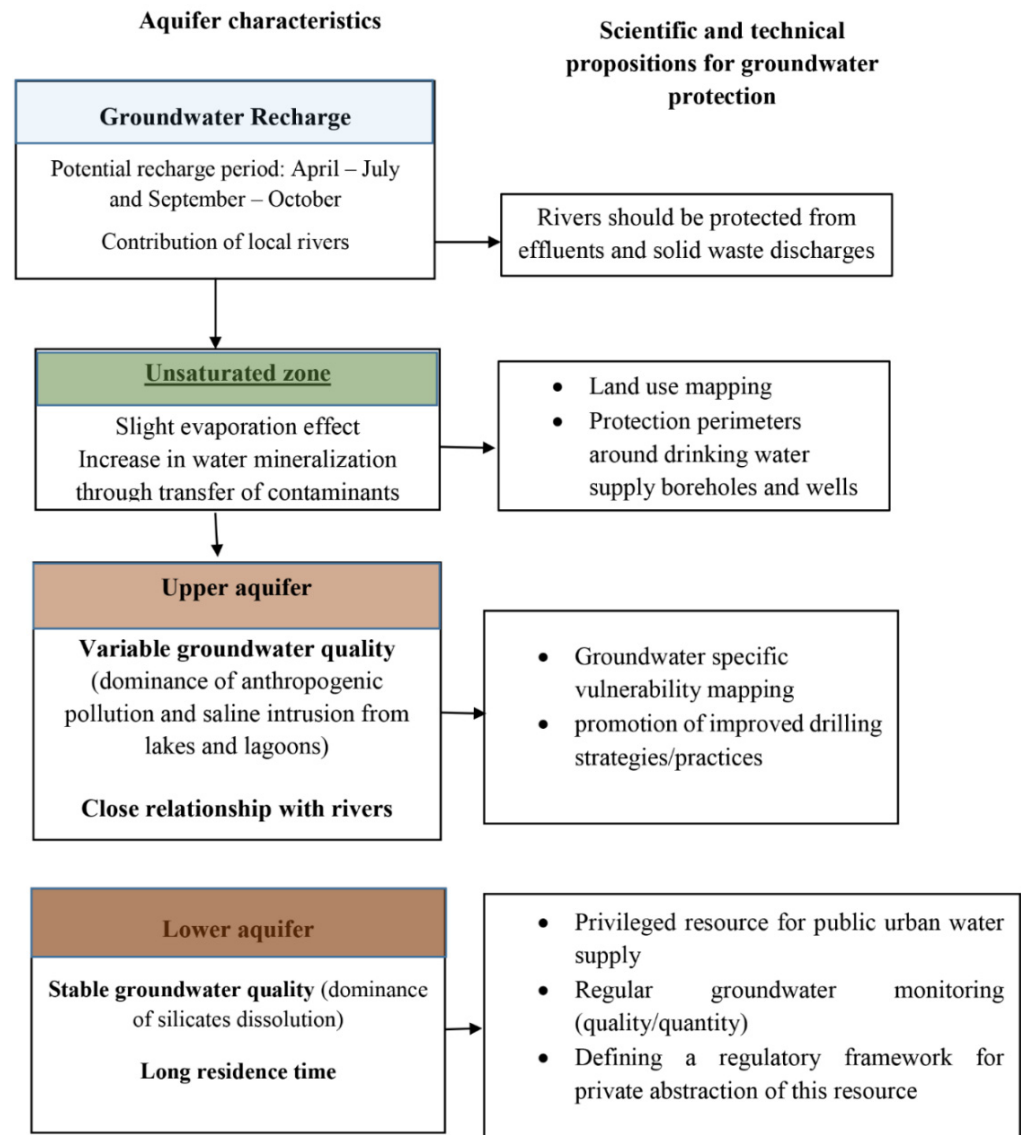 Aquifer characteristics
Scientific and technical
propositions for groundwater
protection
Groundwater Recharge
Potential recharge period: April – July
and September – October
Contribution of local rivers
Rivers should be protected from
effluents and solid waste discharges
Unsaturated zone
Slight evaporation effect
Increase in water mineralization
through transfer of contaminants
• Land use mapping
• Protection perimeters
around drinking water
supply boreholes and wells
Upper aquifer
Variable groundwater quality
(dominance of anthropogenic
pollution and saline intrusion from
lakes and lagoons)
Close relationship with rivers
• Groundwater specific
vulnerability mapping
• promotion of improved drilling
strategies/practices
Lower aquifer
Stable groundwater quality (dominance
of silicates dissolution)
Long residence time
• Privileged resource for public urban water
supply
• Regular groundwater monitoring
(quality/quantity)
• Defining a regulatory framework for
private abstraction of this resource